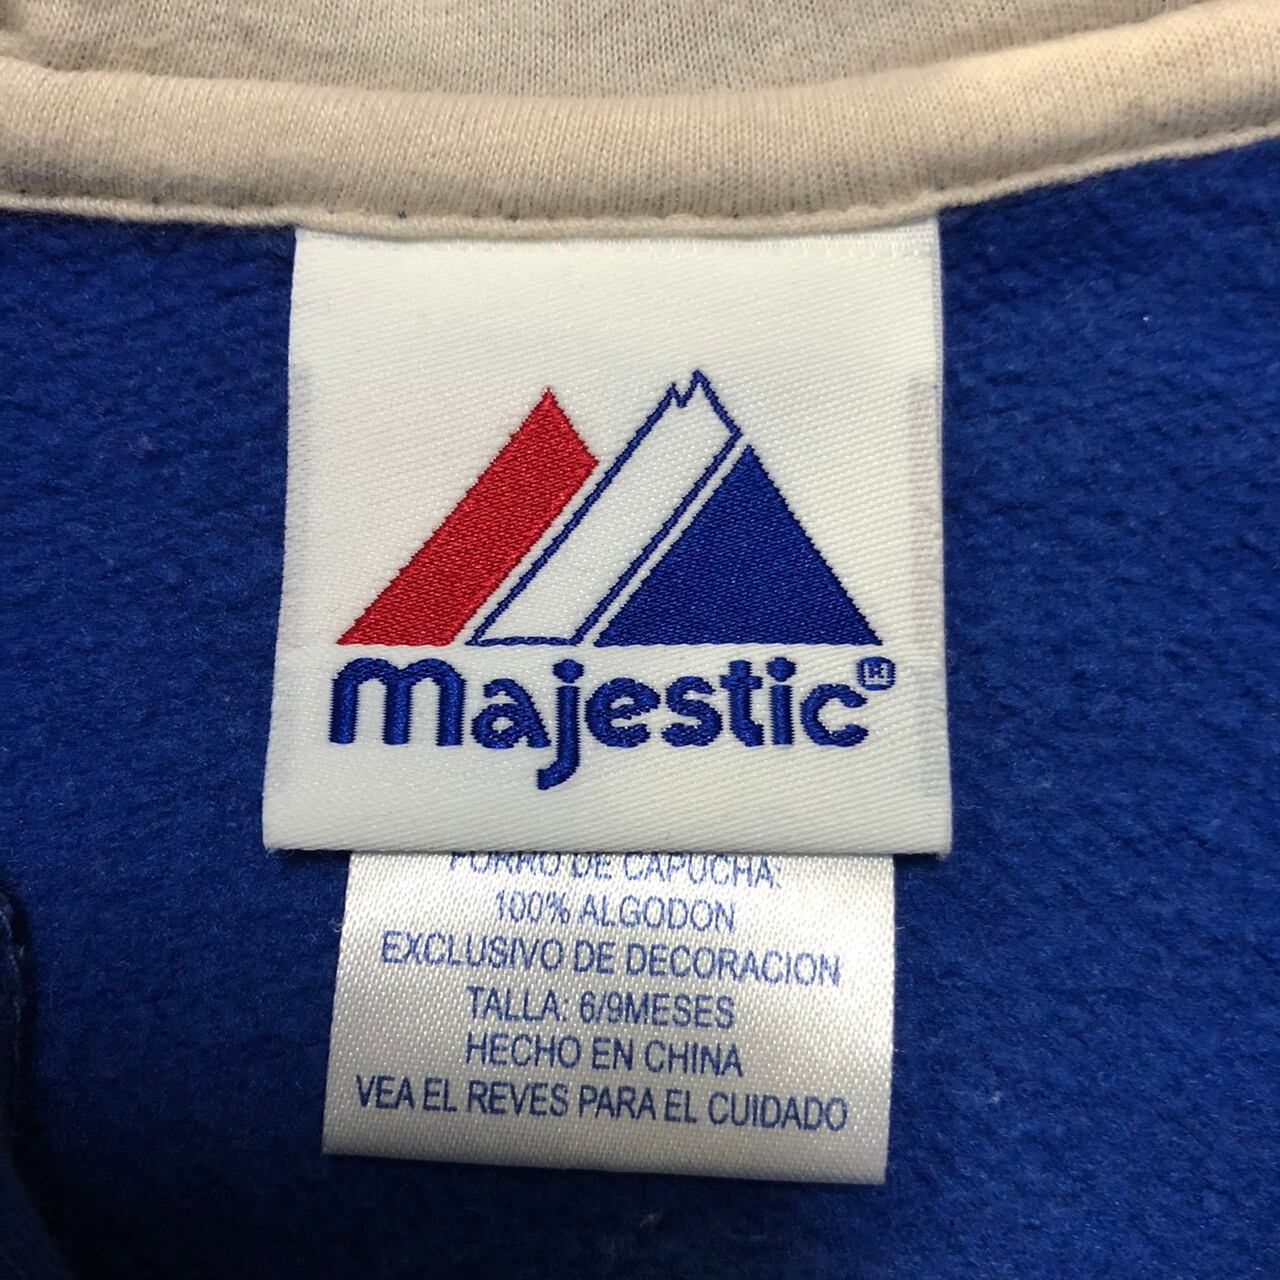 majestic®
FORRO DE CAPUCHA:
100% ALGODON
EXCLUSIVO DE DECORACION
TALLA: 6/9MESES
HECHO EN CHINA
VEA EL REVES PARA EL CUIDADO